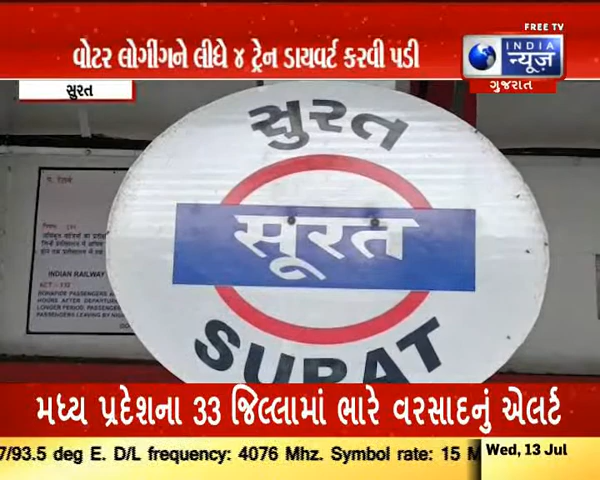 FREE TV
વોટર લોગીંગને લીધે ૪ ટ્રેન ડાયવર્ટ કરવી પડી
INDIA
न्यूज़
ગુજરાત
સુરત
સુરત
सूरत
SURAT
INDIAN RAILWAY
મધ્ય પ્રદેશના 33 જિલ્લામાં ભારે વરસાદનું એલર્ટ
7/93.5 deg E. D/L frequency: 4076 Mhz. Symbol rate: 15 M
Wed, 13 Jul